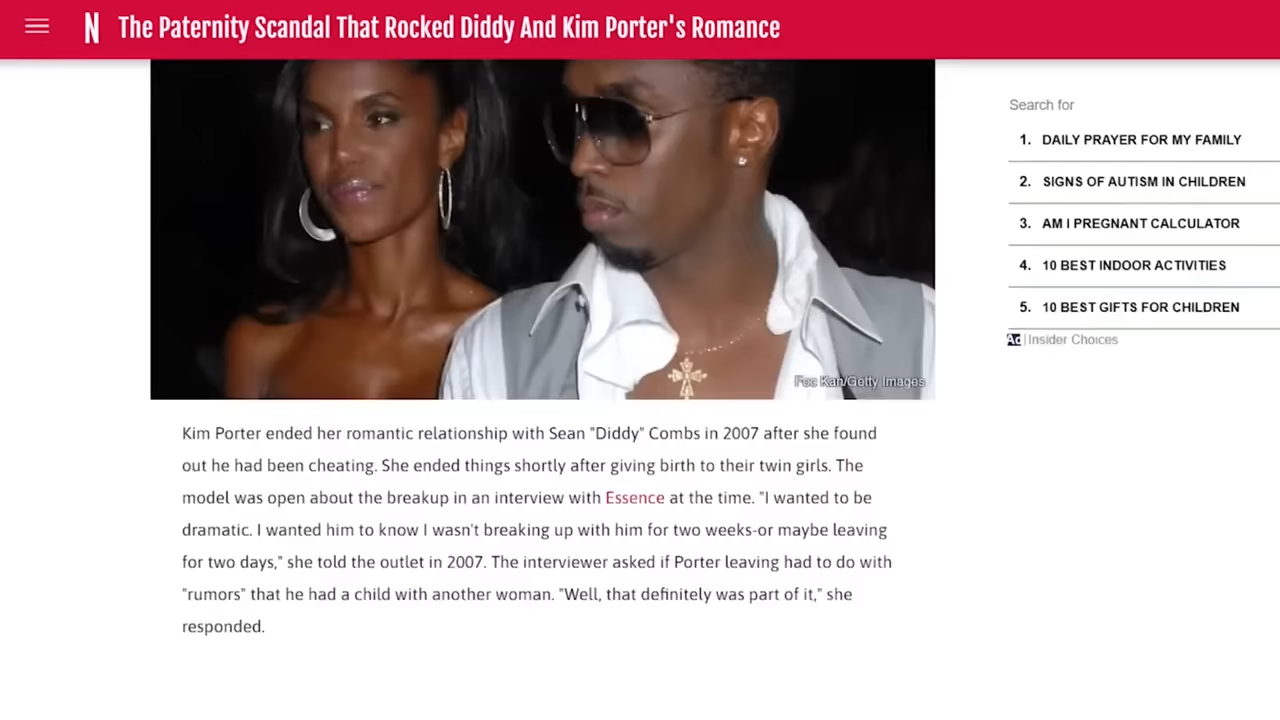 N The Paternity Scandal That Rocked Diddy And Kim Porter's Romance
Foc Kan/Getty Images
Kim Porter ended her romantic relationship with Sean "Diddy" Combs in 2007 after she found
out he had been cheating. She ended things shortly after giving birth to their twin girls. The
model was open about the breakup in an interview with Essence at the time. "I wanted to be
dramatic. I wanted him to know I wasn't breaking up with him for two weeks-or maybe leaving
for two days," she told the outlet in 2007. The interviewer asked if Porter leaving had to do with
"rumors" that he had a child with another woman. "Well, that definitely was part of it," she
responded.
Search for
1. DAILY PRAYER FOR MY FAMILY
2. SIGNS OF AUTISM IN CHILDREN
3. AM I PREGNANT CALCULATOR
4. 10 BEST INDOOR ACTIVITIES
5. 10 BEST GIFTS FOR CHILDREN
Ad | Insider Choices